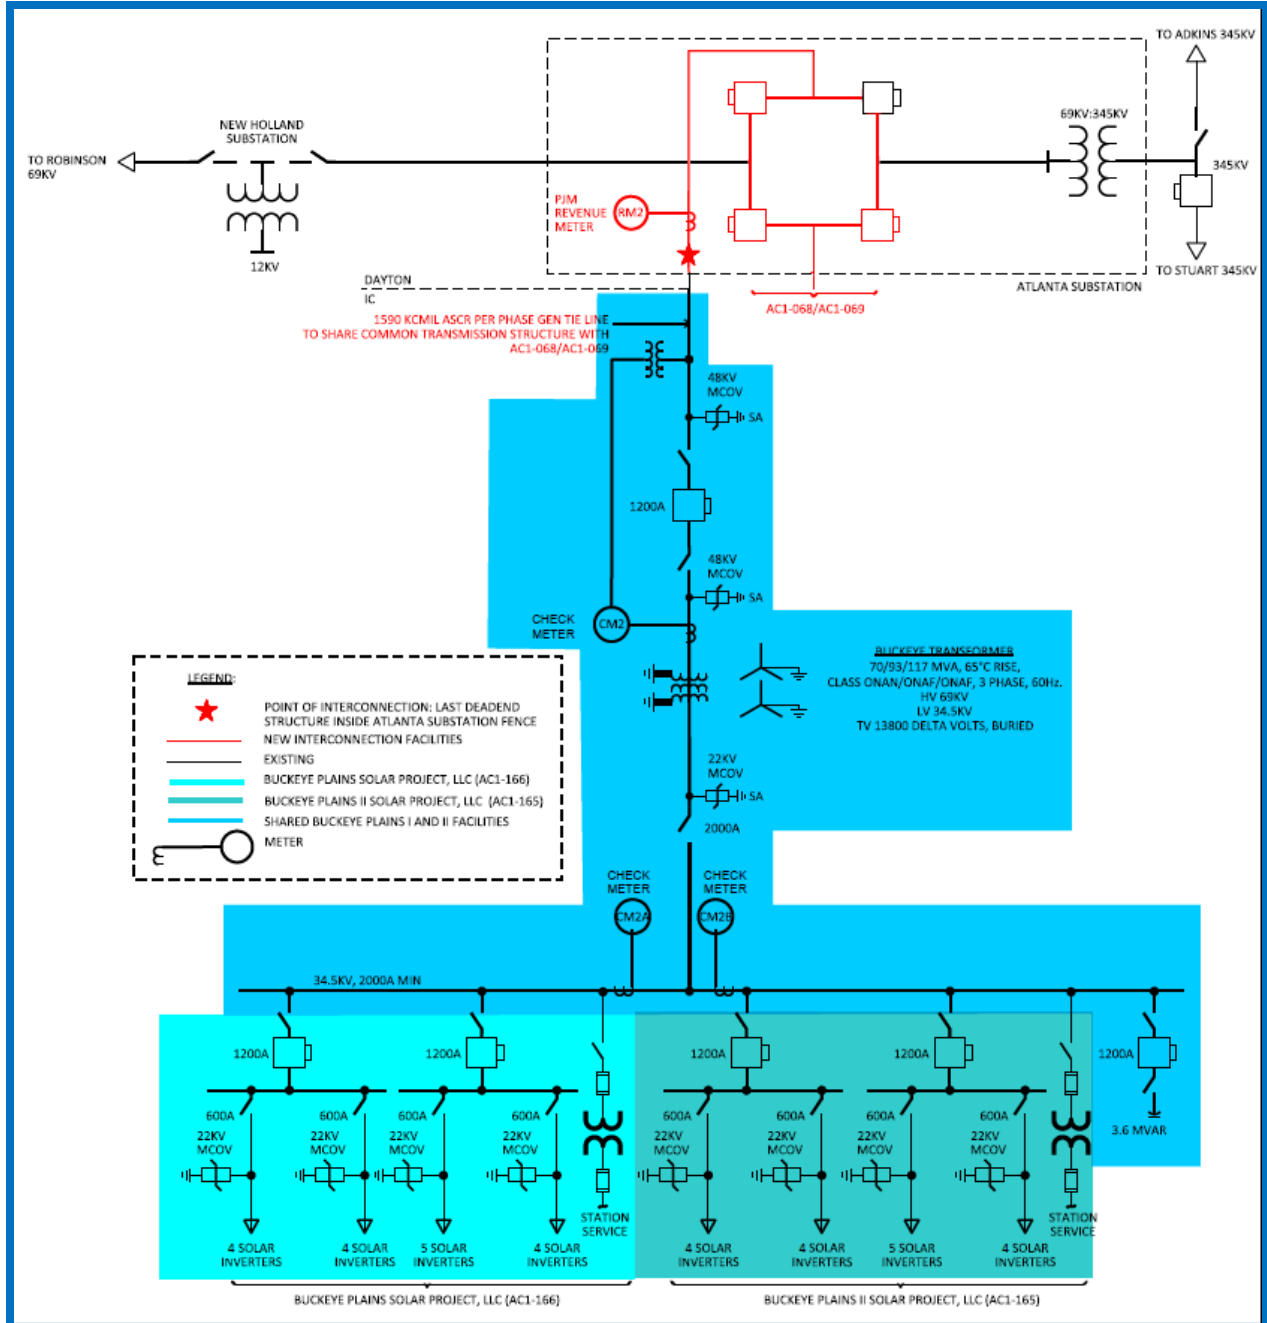 TO ADKINS 345KV
69KV:345KV
NEW HOLLAND
SUBSTATION
TO ROBINSON
69KV
345KV
PJM
REVENUE
METER
RM2
12KV
TO STUART 345KV
DAYTON
IC
ATLANTA SUBSTATION
AC1-068/AC1-069
1590 KCMIL ASCR PER PHASE GEN TIE LINE
TO SHARE COMMON TRANSMISSION STRUCTURE WITH
AC1-068/AC1-069
48KV
MCOV
SA
1200A
48KV
MCOV
SA
CHECK
METER
CM2
BUCKEYE TRANSFORMER
70/93/117 MVA, 65°C RISE,
CLASS ONAN/ONAF/ONAF, 3 PHASE, 60Hz.
HV 69KV
LV 34.5KV
TV 13800 DELTA VOLTS, BURIED
LEGEND:
POINT OF INTERCONNECTION: LAST DEADEND
STRUCTURE INSIDE ATLANTA SUBSTATION FENCE
NEW INTERCONNECTION FACILITIES
EXISTING
BUCKEYE PLAINS SOLAR PROJECT, LLC (AC1-166)
BUCKEYE PLAINS II SOLAR PROJECT, LLC (AC1-165)
SHARED BUCKEYE PLAINS I AND II FACILITIES
METER
22KV
MCOV
SA
2000A
CHECK
METER
CM2A
CHECK
METER
CM2B
34.5KV, 2000A MIN
1200A
1200A
1200A
1200A
1200A
600A
600A
600A
600A
600A
600A
600A
600A
3.6 MVAR
22KV
MCOV
22KV
MCOV
22KV
MCOV
22KV
MCOV
22KV
MCOV
22KV
MCOV
22KV
MCOV
22KV
MCOV
STATION
SERVICE
STATION
SERVICE
4 SOLAR
INVERTERS
4 SOLAR
INVERTERS
5 SOLAR
INVERTERS
4 SOLAR
INVERTERS
4 SOLAR
INVERTERS
4 SOLAR
INVERTERS
5 SOLAR
INVERTERS
4 SOLAR
INVERTERS
BUCKEYE PLAINS SOLAR PROJECT, LLC (AC1-166)
BUCKEYE PLAINS II SOLAR PROJECT, LLC (AC1-165)